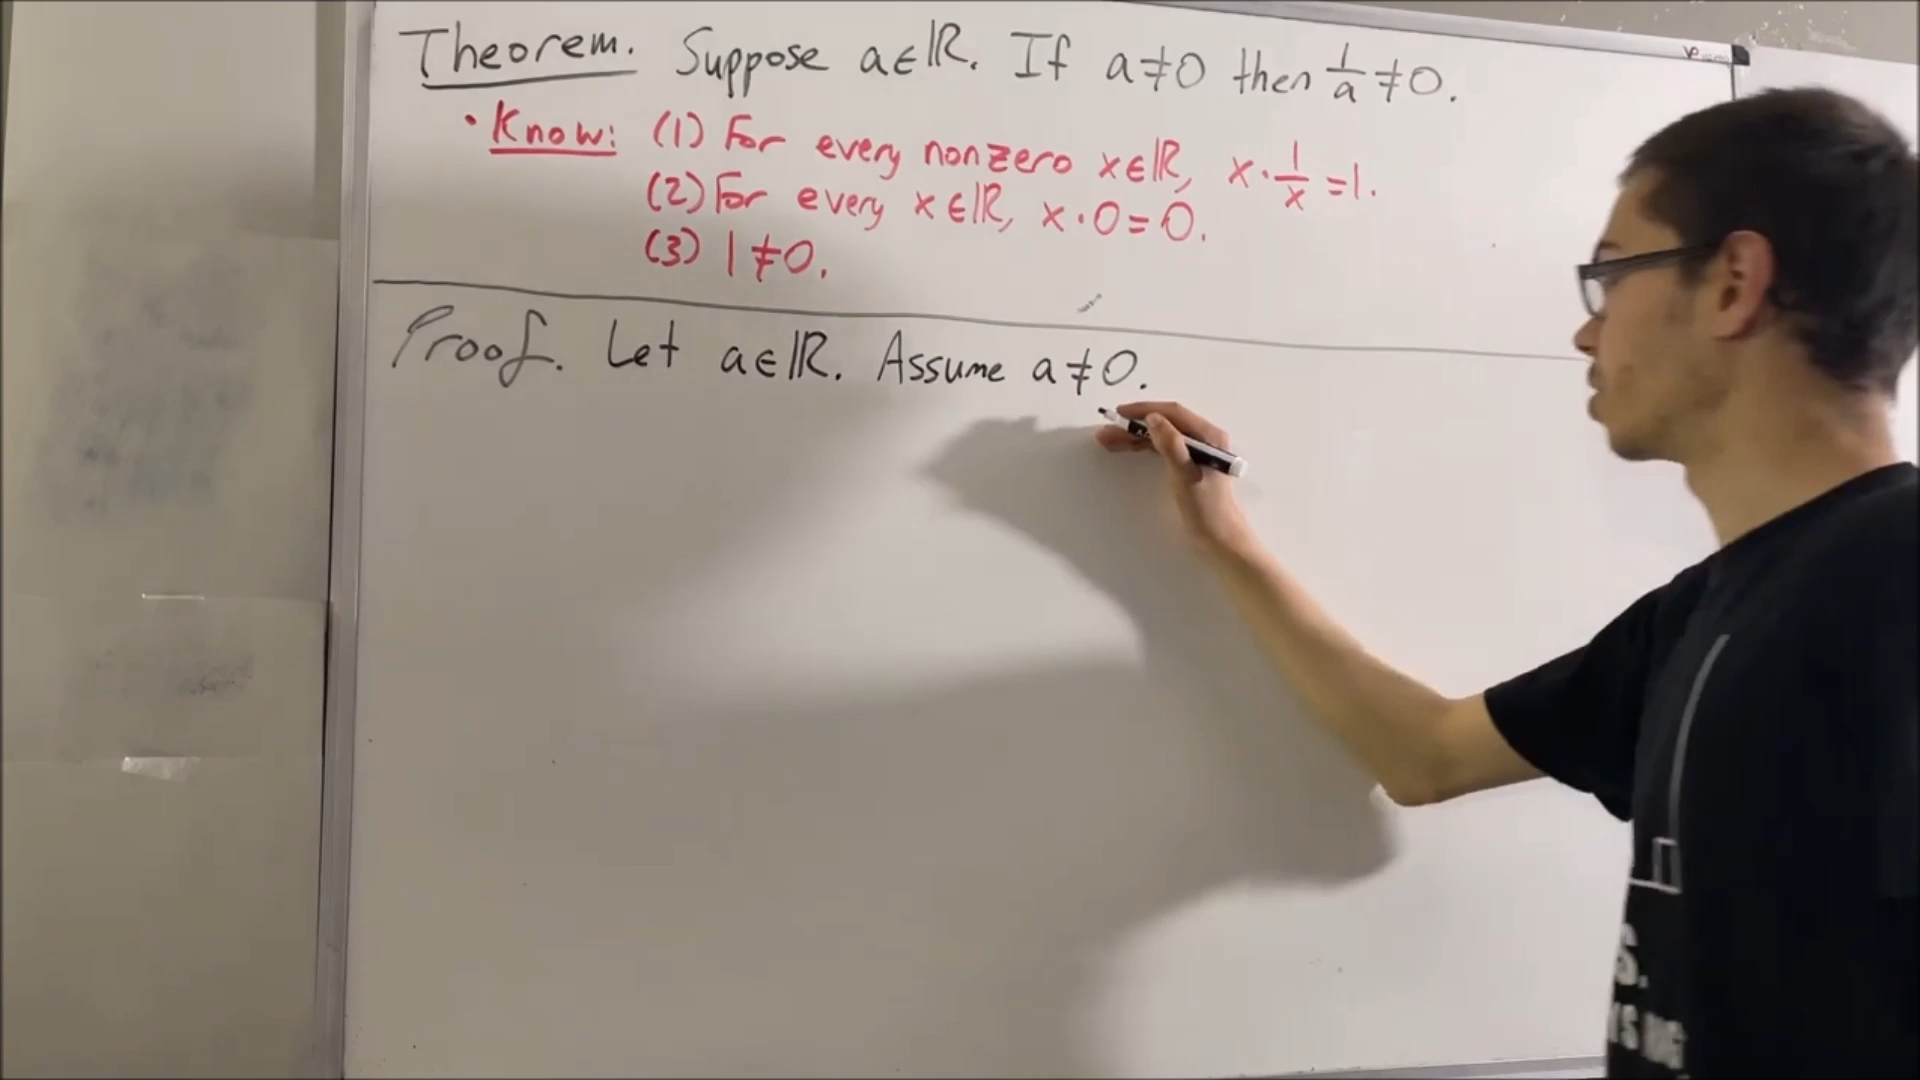 Theorem. Suppose a∈ℝ. If a≠0 then 1/a ≠0.
• Know: (1) For every nonzero x∈ℝ, x·1/x =1.
(2) For every x∈ℝ, x·0=0.
(3) 1≠0.
Proof. Let a∈ℝ. Assume a≠0.